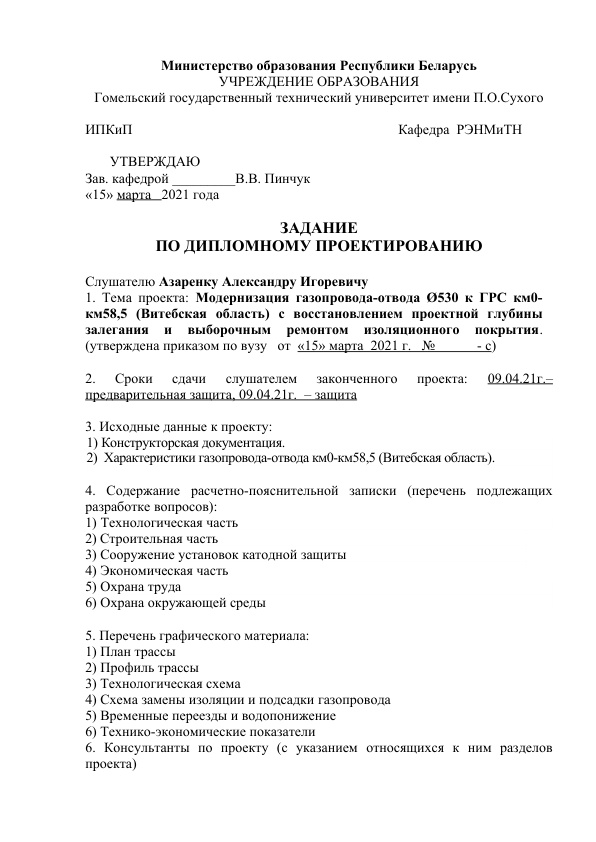 Министерство образования Республики Беларусь
УЧРЕЖДЕНИЕ ОБРАЗОВАНИЯ
Гомельский государственный технический университет имени П.О.Сухого
ИПКиП Кафедра РЭНМиТН
УТВЕРЖДАЮ
Зав. кафедрой _________В.В. Пинчук
«15» марта 2021 года
ЗАДАНИЕ
ПО ДИПЛОМНОМУ ПРОЕКТИРОВАНИЮ
Слушателю Азаренку Александру Игоревичу
1. Тема проекта: Модернизация газопровода-отвода Ø530 к ГРС км0-
км58,5 (Витебская область) с восстановлением проектной глубины
залегания и выборочным ремонтом изоляционного покрытия.
(утверждена приказом по вузу от «15» марта 2021 г. № - с)
2. Сроки сдачи слушателем законченного проекта: 09.04.21г.–
предварительная защита, 09.04.21г. – защита
3. Исходные данные к проекту:
1) Конструкторская документация.
2) Характеристики газопровода-отвода км0-км58,5 (Витебская область).
4. Содержание расчетно-пояснительной записки (перечень подлежащих
разработке вопросов):
1) Технологическая часть
2) Строительная часть
3) Сооружение установок катодной защиты
4) Экономическая часть
5) Охрана труда
6) Охрана окружающей среды
5. Перечень графического материала:
1) План трассы
2) Профиль трассы
3) Технологическая схема
4) Схема замены изоляции и подсадки газопровода
5) Временные переезды и водопонижение
6) Технико-экономические показатели
6. Консультанты по проекту (с указанием относящихся к ним разделов
проекта)